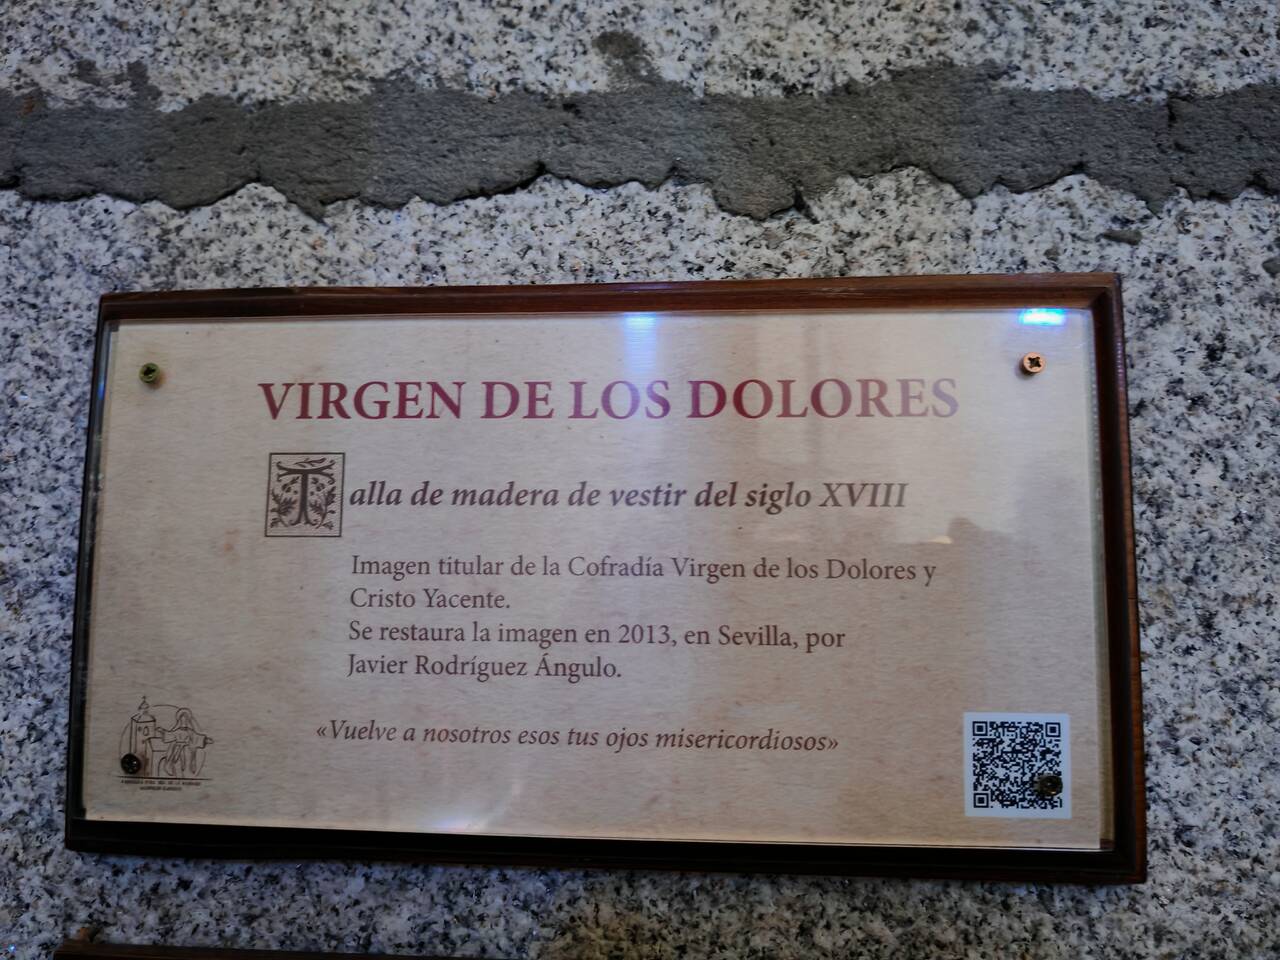 VIRGEN DE LOS DOLORES
Talla de madera de vestir del siglo XVIII
Imagen titular de la Cofradía Virgen de los Dolores y
Cristo Yacente.
Se restaura la imagen en 2013, en Sevilla, por
Javier Rodríguez Ángulo.
«Vuelve a nosotros esos tus ojos misericordiosos»